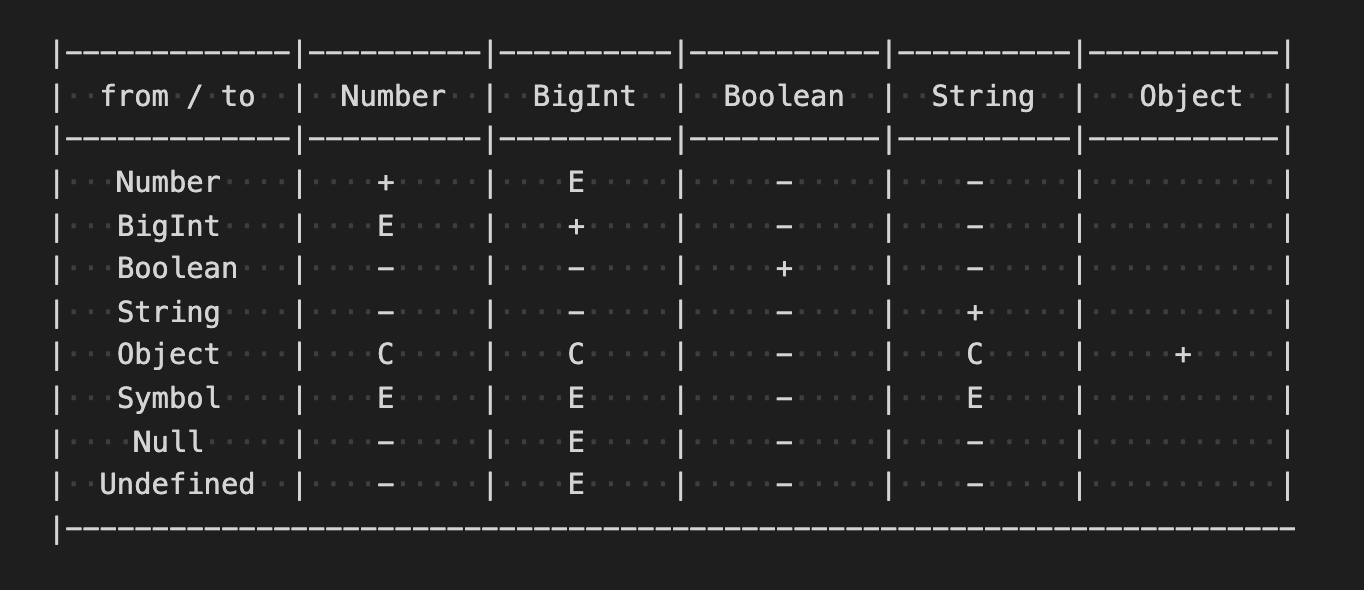 |-------------|----------|----------|-----------|----------|-----------|
|  from / to  |  Number  |  BigInt  |  Boolean  |  String  |   Object  |
|-------------|----------|----------|-----------|----------|-----------|
|   Number    |    +     |    E     |     -     |    -     |           |
|   BigInt    |    E     |    +     |     -     |    -     |           |
|   Boolean   |    -     |    -     |     +     |    -     |           |
|   String    |    -     |    -     |     -     |    +     |           |
|   Object    |    C     |    C     |     -     |    C     |     +     |
|   Symbol    |    E     |    E     |     -     |    E     |           |
|    Null     |    -     |    E     |     -     |    -     |           |
|  Undefined  |    -     |    E     |     -     |    -     |           |
|-----------------------------------------------------------------------